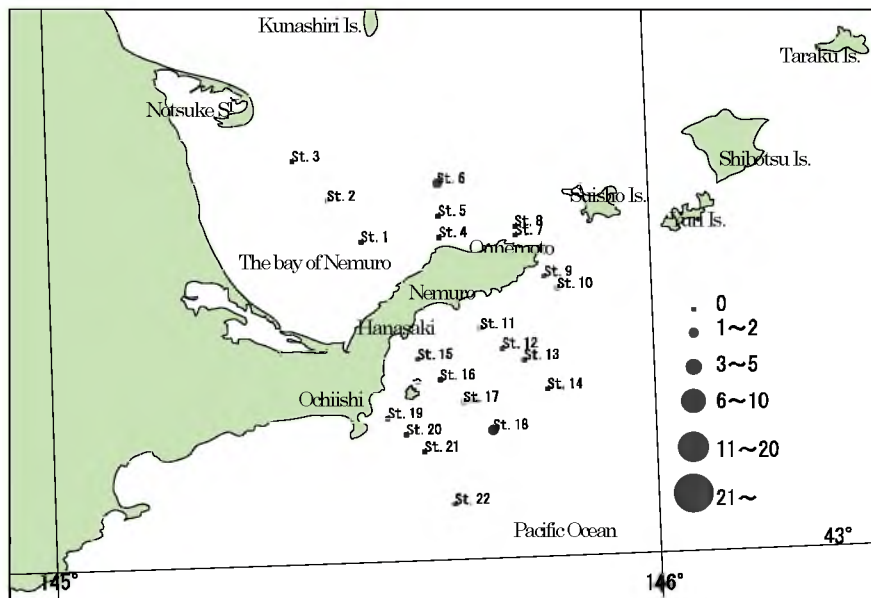 Kunashiri Is.
Taraku Is.
Notsuke St.
Shibotsu Is.
St. 3
St. 6
St. 2
Suisho Is.
St. 5
St. 8
Yuri Is.
St. 1
St. 4
St. 7
Onnemoto
The bay of Nemuro
St. 9
Nemuro
St. 10
0
Hanasaki
St. 11
1～2
St. 12
St. 15
St. 13
3～5
St. 16
St. 14
Ochiishi
St. 17
6～10
St. 19
St. 20
St. 18
St. 21
11～20
21～
St. 22
Pacific Ocean
43°
145°
146°